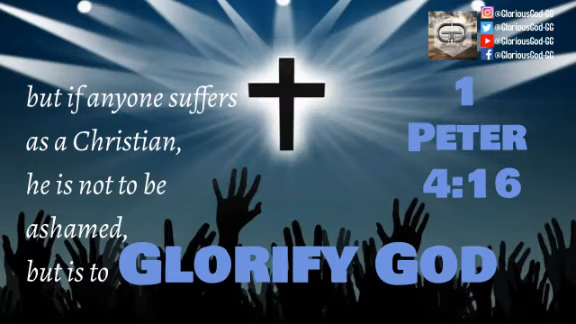 @GloriousGod-GG
@GloriousGod-GG
@GloriousGod-GG
@GloriousGod-GG
but if anyone suffers
as a Christian,
he is not to be
ashamed,
but is to Glorify God
1
Peter
4:16